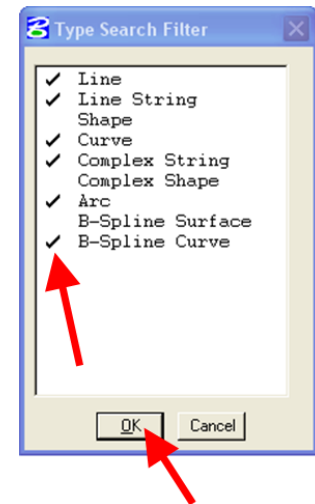 Type Search Filter
Line
Line String
Shape
Curve
Complex String
Complex Shape
Arc
B-Spline Surface
B-Spline Curve
OK Cancel